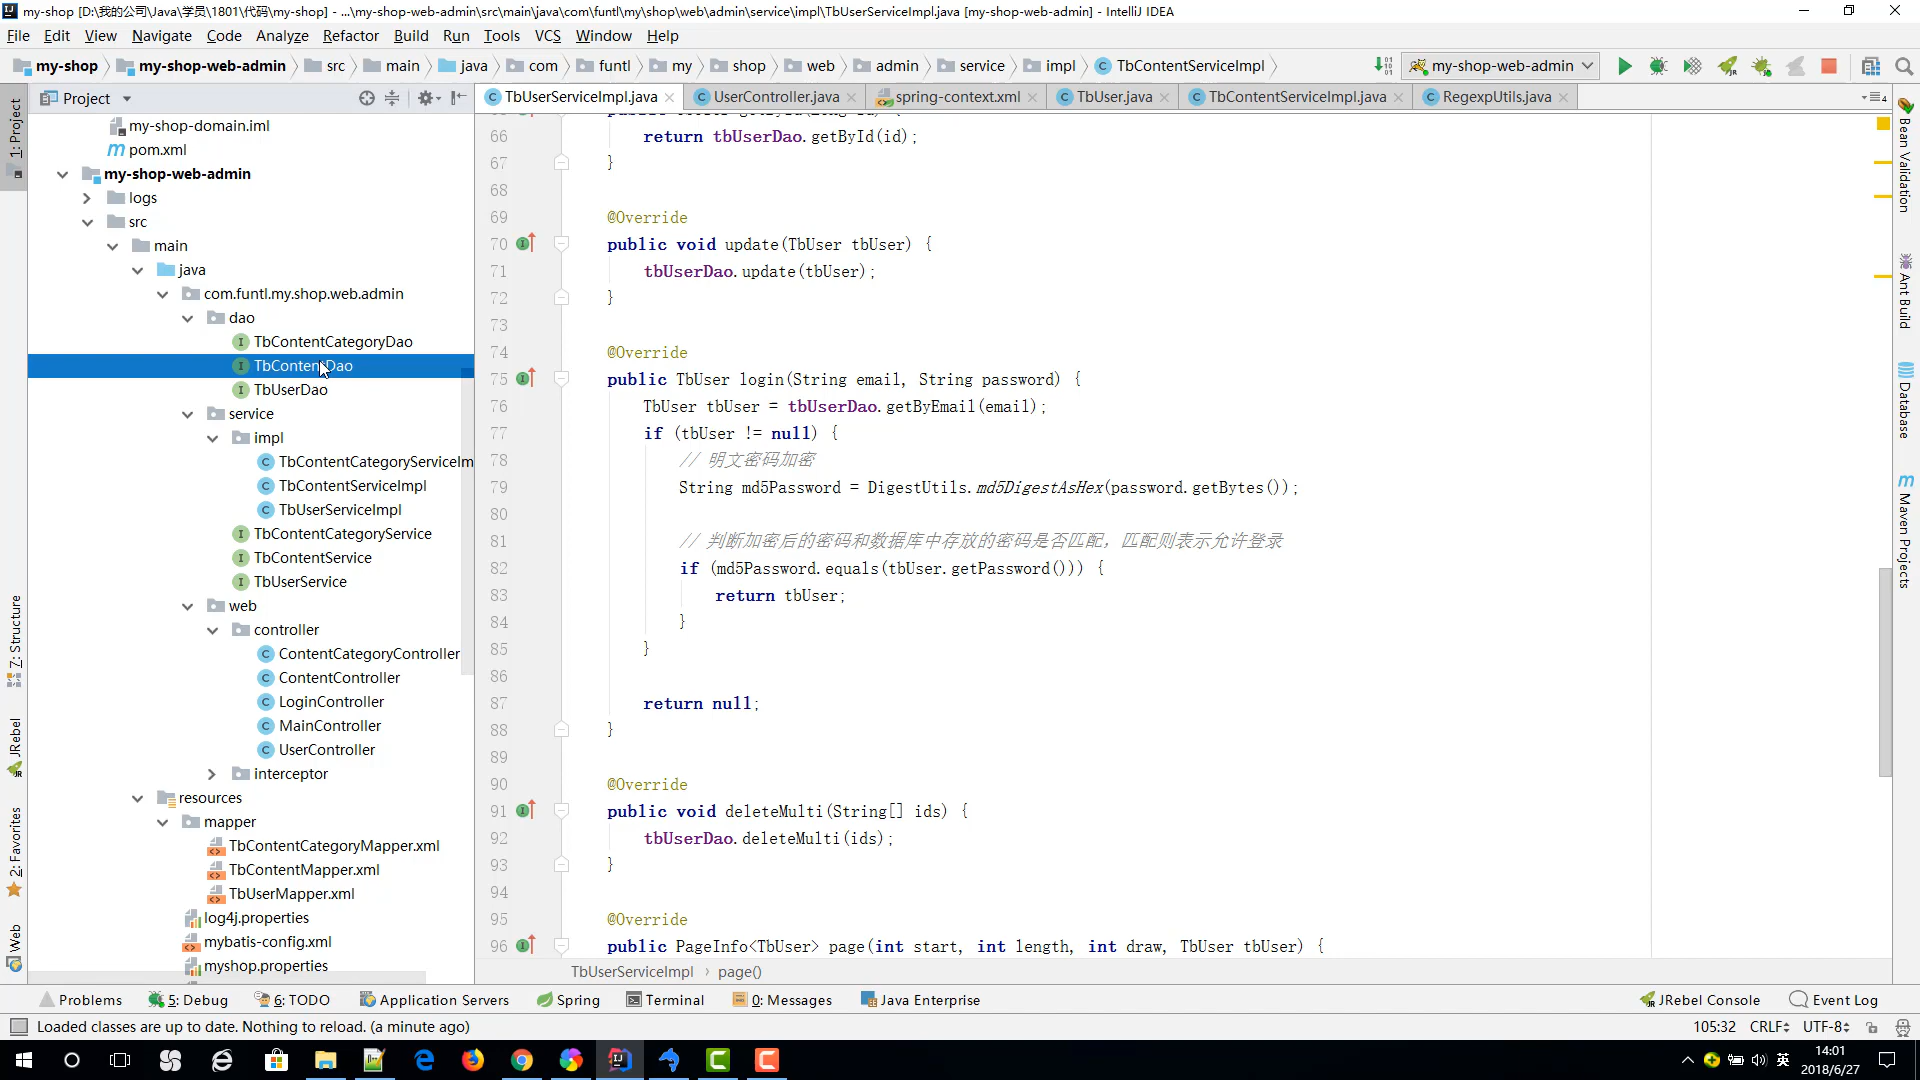 my-shop [D:\我的公司\Java\学员\1801\代码\my-shop] - ...\my-shop-web-admin\src\main\java\com\funtl\my\shop\web\admin\service\impl\TbUserServiceImpl.java [my-shop-web-admin] - IntelliJ IDEA
File Edit View Navigate Code Analyze Refactor Build Run Tools VCS Window Help
my-shop my-shop-web-admin src main java com funtl my shop web admin service impl TbContentServiceImpl my-shop-web-admin
Project
TbUserServiceImpl.java UserController.java spring-context.xml TbUser.java TbContentServiceImpl.java RegexpUtils.java
my-shop-domain.iml
pom.xml
my-shop-web-admin
logs
src
main
java
com.funtl.my.shop.web.admin
dao
TbContentCategoryDao
TbContentDao
TbUserDao
service
impl
TbContentCategoryServiceIm
TbContentServiceImpl
TbUserServiceImpl
TbContentCategoryService
TbContentService
TbUserService
web
controller
ContentCategoryController
ContentController
LoginController
MainController
UserController
interceptor
resources
mapper
TbContentCategoryMapper.xml
TbContentMapper.xml
TbUserMapper.xml
log4j.properties
mybatis-config.xml
myshop.properties
66 return tbUserDao.getById(id);
67 }
68
69 @Override
70 public void update(TbUser tbUser) {
71 tbUserDao.update(tbUser);
72 }
73
74 @Override
75 public TbUser login(String email, String password) {
76 TbUser tbUser = tbUserDao.getByEmail(email);
77 if (tbUser != null) {
78 // 明文密码加密
79 String md5Password = DigestUtils.md5DigestAsHex(password.getBytes());
80
81 // 判断加密后的密码和数据库中存放的密码是否匹配，匹配则表示允许登录
82 if (md5Password.equals(tbUser.getPassword())) {
83 return tbUser;
84 }
85 }
86
87 return null;
88 }
89
90 @Override
91 public void deleteMulti(String[] ids) {
92 tbUserDao.deleteMulti(ids);
93 }
94
95 @Override
96 public PageInfo<TbUser> page(int start, int length, int draw, TbUser tbUser) {
TbUserServiceImpl › page()
1: Project
7: Structure
JRebel
2: Favorites
Web
Bean Validation
Ant Build
Database
Maven Projects
Problems 5: Debug 6: TODO Application Servers Spring Terminal 0: Messages Java Enterprise JRebel Console Event Log
Loaded classes are up to date. Nothing to reload. (a minute ago) 105:32 CRLF UTF-8
英 14:01
2018/6/27